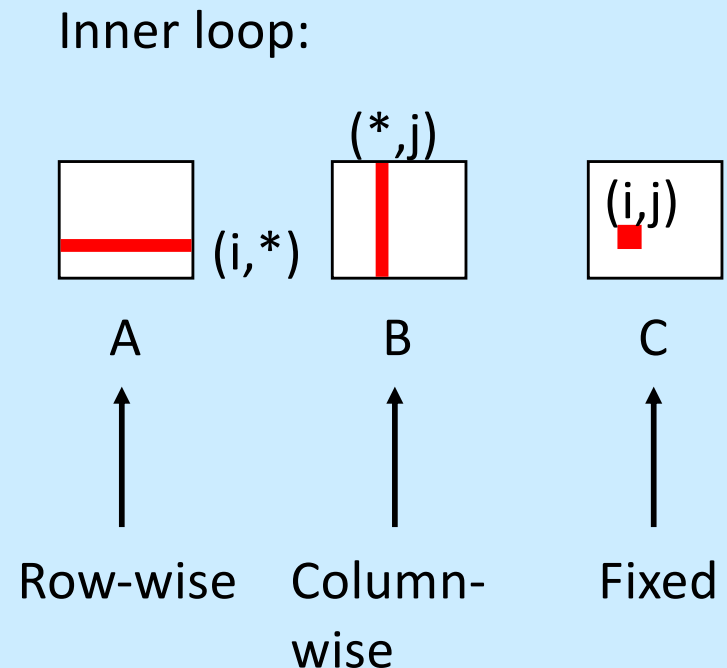 Inner loop:
(*,j)
(i,j)
(i,*)
A
B
C
Row-wise
Column-
wise
Fixed